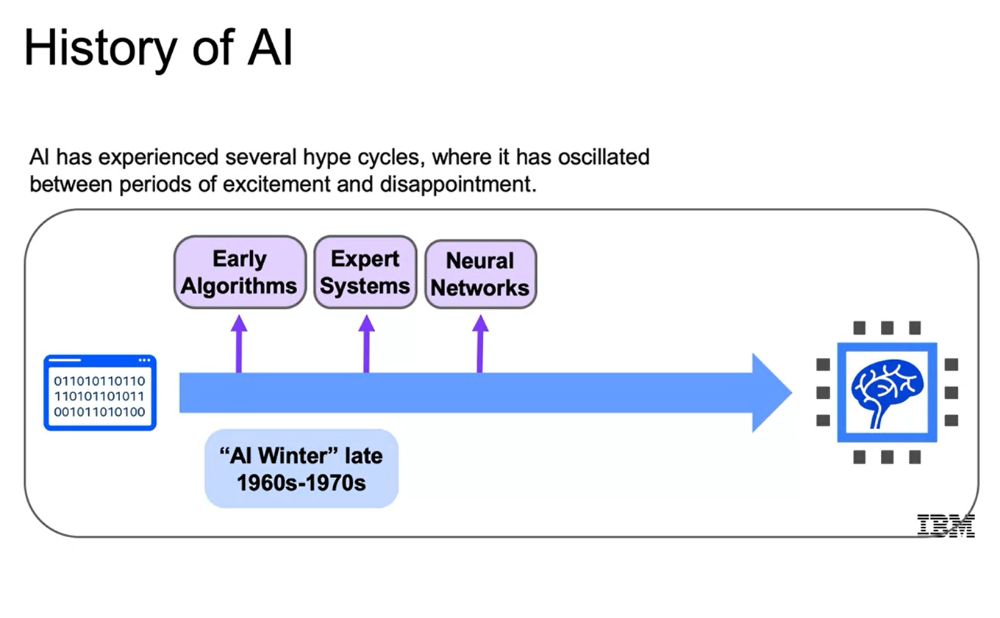 History of AI
AI has experienced several hype cycles, where it has oscillated
between periods of excitement and disappointment.
Early
Algorithms
Expert
Systems
Neural
Networks
011010110110
110101101011
001011010100
“AI Winter” late
1960s-1970s
IBM